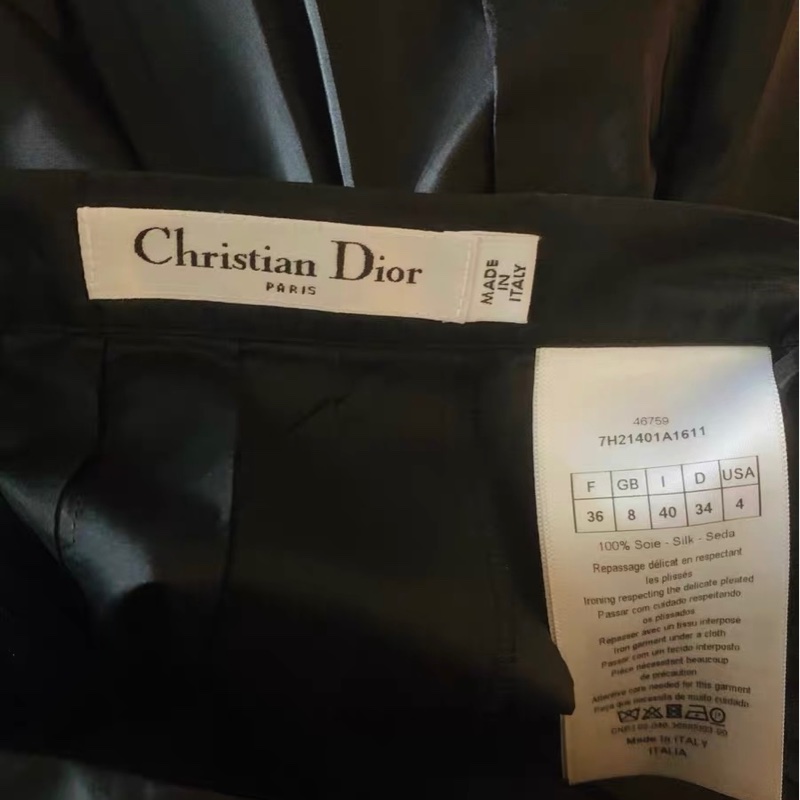 Christian Dior
PARIS
MADE
IN
ITALY
46759
7H21401A1611
F GB I D USA
36 8 40 34 4
100% Soie - Silk - Seda
Repassage délicat en respectant
les plissés
Ironing respecting the delicate pleated
Passar com cuidado respeitando
os plissados
Repasser avec un tissu interpose
Iron garment under a cloth
Passar com um tecido interposto
Pièce nécessitant beaucoup
de précaution
Attentive care needed for this garment
Peça que necessita de muito cuidado
Made in ITALY
ITALIA